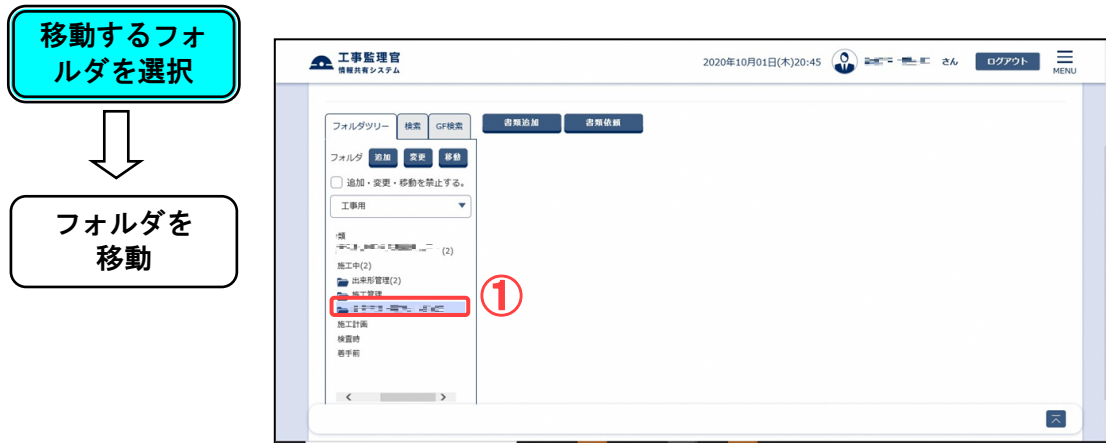 移動するフォ
ルダを選択
フォルダを
移動
工事監理官
情報共有システム
2020年10月01日(木)20:45
さん
ログアウト
MENU
フォルダツリー
検索
GF検索
書類追加
書類依頼
フォルダ
追加
変更
移動
追加・変更・移動を禁止する。
工事用
類
(2)
施工中(2)
出来形管理(2)
施工管理
①
施工計画
検査時
着手前